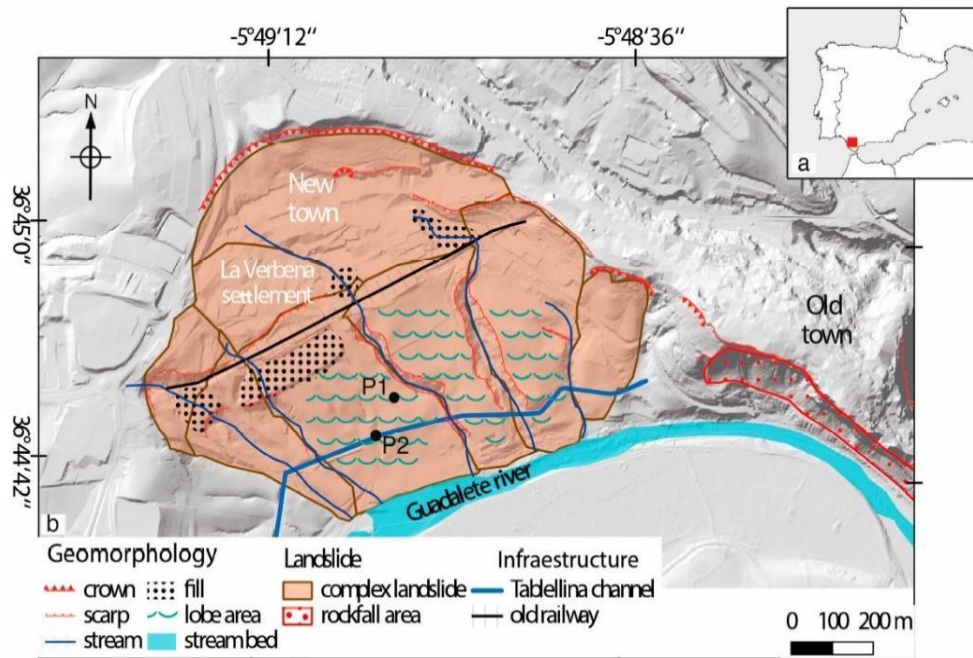 -5°49'12"
-5°48'36"
N
a
36°45'0"
36°44'42"
New
town
La Verbena
settlement
Old
town
P1
P2
Guadalete river
b
Geomorphology
Landslide
Infraestructure
crown
fill
complex landslide
Tablellina channel
scarp
lobe area
rockfall area
old railway
stream
stream bed
0 100 200 m